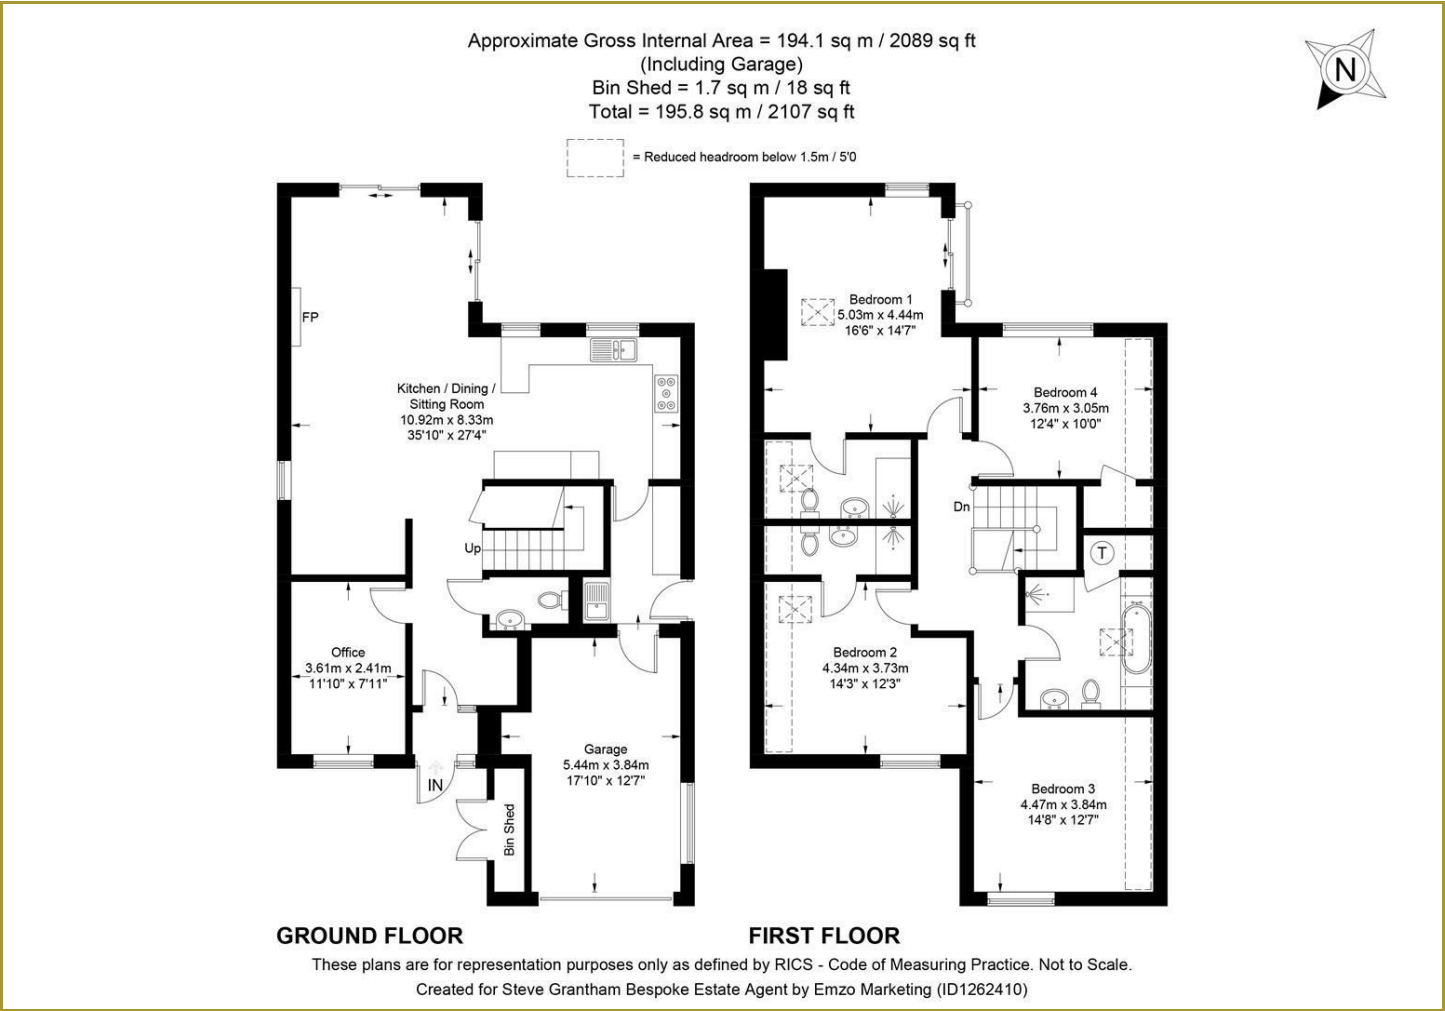 Approximate Gross Internal Area = 194.1 sq m / 2089 sq ft
(Including Garage)
Bin Shed = 1.7 sq m / 18 sq ft
Total = 195.8 sq m / 2107 sq ft
N
= Reduced headroom below 1.5m / 5'0
FP
Kitchen / Dining /
Sitting Room
10.92m x 8.33m
35'10" x 27'4"
Up
Office
3.61m x 2.41m
11'10" x 7'11"
IN
Bin Shed
Garage
5.44m x 3.84m
17'10" x 12'7"
Bedroom 1
5.03m x 4.44m
16'6" x 14'7"
Bedroom 4
3.76m x 3.05m
12'4" x 10'0"
Dn
T
Bedroom 2
4.34m x 3.73m
14'3" x 12'3"
Bedroom 3
4.47m x 3.84m
14'8" x 12'7"
GROUND FLOOR
FIRST FLOOR
These plans are for representation purposes only as defined by RICS - Code of Measuring Practice. Not to Scale.
Created for Steve Grantham Bespoke Estate Agent by Emzo Marketing (ID1262410)